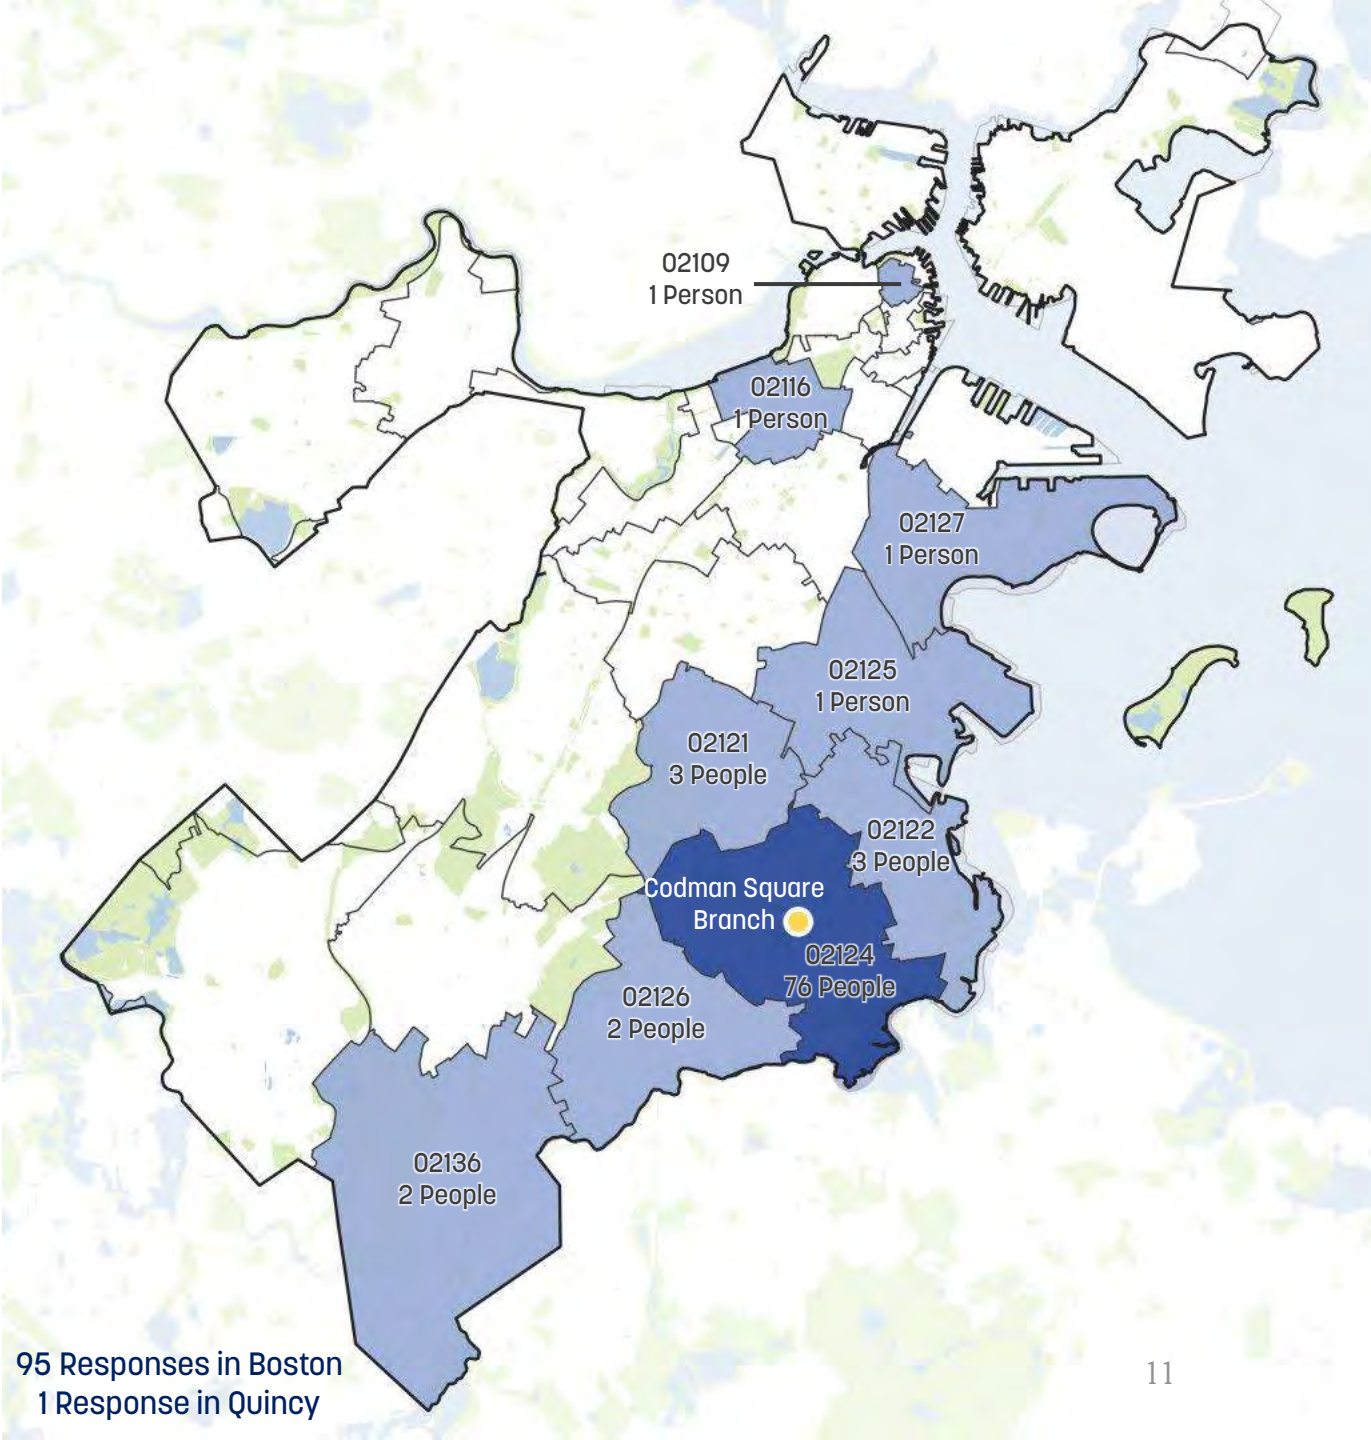 02109
1 Person
02116
1 Person
02127
1 Person
02125
1 Person
02121
3 People
02122
3 People
Codman Square
Branch
02124
76 People
02126
2 People
02136
2 People
95 Responses in Boston
1 Response in Quincy
11